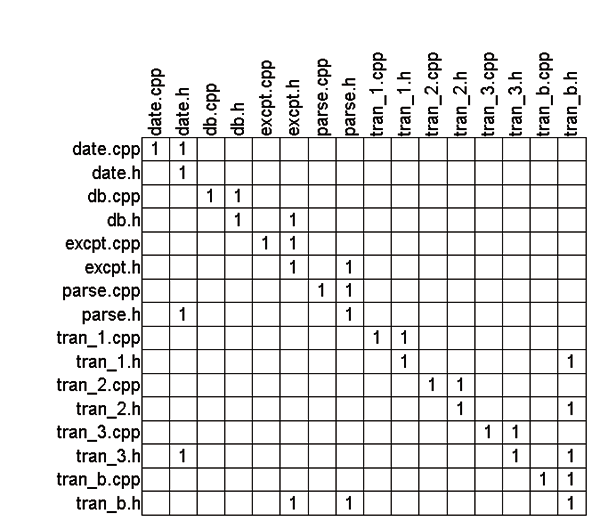 date.cpp date.h db.cpp db.h excpt.cpp excpt.h parse.cpp parse.h tran_1.cpp tran_1.h tran_2.cpp tran_2.h tran_3.cpp tran_3.h tran_b.cpp tran_b.h
date.cpp 1 1
date.h 1
db.cpp 1 1
db.h 1 1
excpt.cpp 1 1
excpt.h 1 1
parse.cpp 1 1
parse.h 1 1
tran_1.cpp 1 1
tran_1.h 1 1
tran_2.cpp 1 1
tran_2.h 1 1
tran_3.cpp 1 1
tran_3.h 1 1 1
tran_b.cpp 1 1
tran_b.h 1 1 1